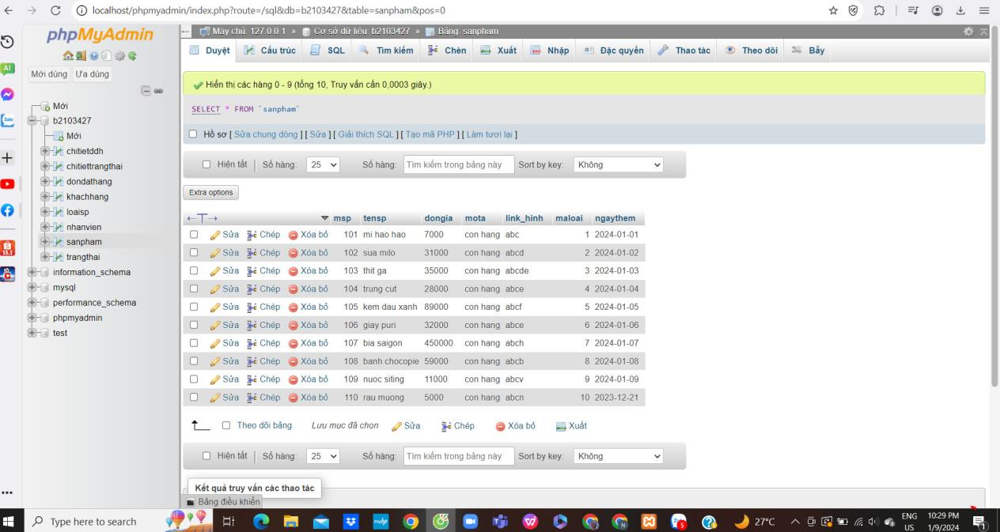 localhost/phpmyadmin/index.php?route=/sql&db=b2103427&table=sanpham&pos=0
phpMyAdmin
Mới dùng Ưa dùng
Mới
b2103427
Mới
chitietddh
chitiettrangthai
dondathang
khachhang
loaisp
nhanvien
sanpham
trangthai
information_schema
mysql
performance_schema
phpmyadmin
test
Máy chủ: 127.0.0.1 » Cơ sở dữ liệu: b2103427 » Bảng: sanpham
Duyệt Cấu trúc SQL Tìm kiếm Chèn Xuất Nhập Đặc quyền Thao tác Theo dõi Bẫy
Hiển thị các hàng 0 - 9 (tổng 10, Truy vấn cần 0,0003 giây.)
SELECT * FROM `sanpham`
Hồ sơ [ Sửa chung dòng ] [ Sửa ] [ Giải thích SQL ] [ Tạo mã PHP ] [ Làm tươi lại ]
Hiện tất | Số hàng: 25 Số hàng: Tìm kiếm trong bảng này Sort by key: Không
Extra options
msp tensp dongia mota link_hinh maloai ngaythem
Sửa Chép Xóa bỏ 101 mi hao hao 7000 con hang abc 1 2024-01-01
Sửa Chép Xóa bỏ 102 sua milo 31000 con hang abcd 2 2024-01-02
Sửa Chép Xóa bỏ 103 thit ga 35000 con hang abcde 3 2024-01-03
Sửa Chép Xóa bỏ 104 trung cut 28000 con hang abce 4 2024-01-04
Sửa Chép Xóa bỏ 105 kem dau xanh 89000 con hang abcf 5 2024-01-05
Sửa Chép Xóa bỏ 106 giay puri 32000 con hang abce 6 2024-01-06
Sửa Chép Xóa bỏ 107 bia saigon 450000 con hang abch 7 2024-01-07
Sửa Chép Xóa bỏ 108 banh chocopie 59000 con hang abcb 8 2024-01-08
Sửa Chép Xóa bỏ 109 nuoc siting 11000 con hang abcv 9 2024-01-09
Sửa Chép Xóa bỏ 110 rau muong 5000 con hang abcn 10 2023-12-21
Theo dõi bảng Lưu mục đã chọn Sửa Chép Xóa bỏ Xuất
Hiện tất | Số hàng: 25 Số hàng: Tìm kiếm trong bảng này Sort by key: Không
Kết quả truy vấn các thao tác
Bảng điều khiển
Type here to search
27°C
ENG
US
10:29 PM
1/9/2024